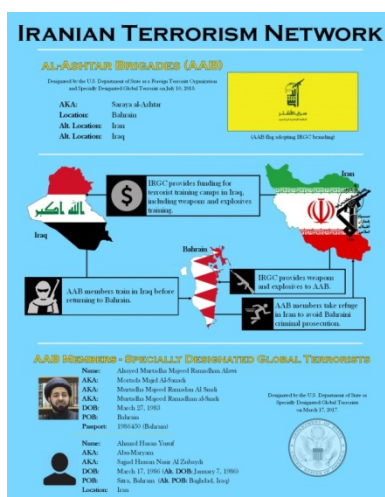 IRANIAN TERRORISM NETWORK
AL-ASHTAR BRIGADES (AAB)
Designated by the U.S. Department of State as a Foreign Terrorist Organization
and Specially Designated Global Terrorist on July 10, 2018.
AKA: Saraya al-Ashtar
Location: Bahrain
Alt. Location: Iran
Alt. Location: Iraq
(AAB flag adopting IRGC branding)
IRGC provides funding for
terrorist training camps in Iraq,
including weapons and explosives
training.
Iran
الله اكبر
Iraq
Bahrain
IRGC provides weapons
and explosives to AAB.
AAB members train in Iraq before
returning to Bahrain.
AAB members take refuge
in Iran to avoid Bahraini
criminal prosecution.
AAB MEMBERS - SPECIALLY DESIGNATED GLOBAL TERRORISTS
Name: Alsayed Murtadha Majeed Ramadhan Alawi
AKA: Mortada Majid Al-Sanadi
AKA: Murtadha Majeed Ramadan Al Sindi
AKA: Murtadha Majeed Ramadhan al-Sindi
DOB: March 27, 1983
POB: Bahrain
Passport: (Bahrain)
Designated by the U.S. Department of State as
Specially Designated Global Terrorist
on March 17, 2017.
Name: Ahmad Hasan Yusuf
AKA: Abu Maryam
AKA: Sajjad Hasan Nasir Al Zubaydi
DOB: March 17, 1986 (Alt. DOB: January 7, 1986)
POB: Sitra, Bahrain (Alt. POB: Baghdad, Iraq)
Location: Iran